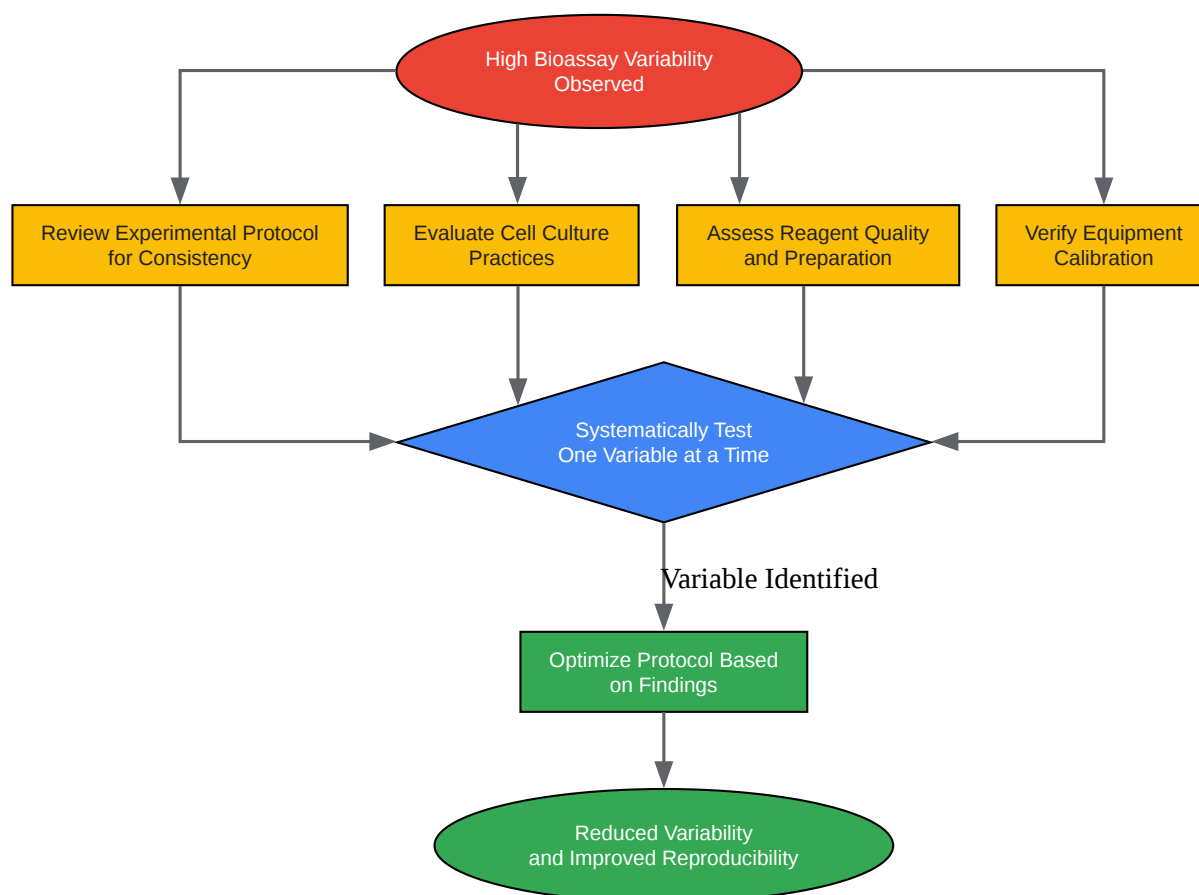 High Bioassay Variability
Observed
Review Experimental Protocol
for Consistency
Evaluate Cell Culture
Practices
Assess Reagent Quality
and Preparation
Verify Equipment
Calibration
Systematically Test
One Variable at a Time
Variable Identified
Optimize Protocol Based
on Findings
Reduced Variability
and Improved Reproducibility